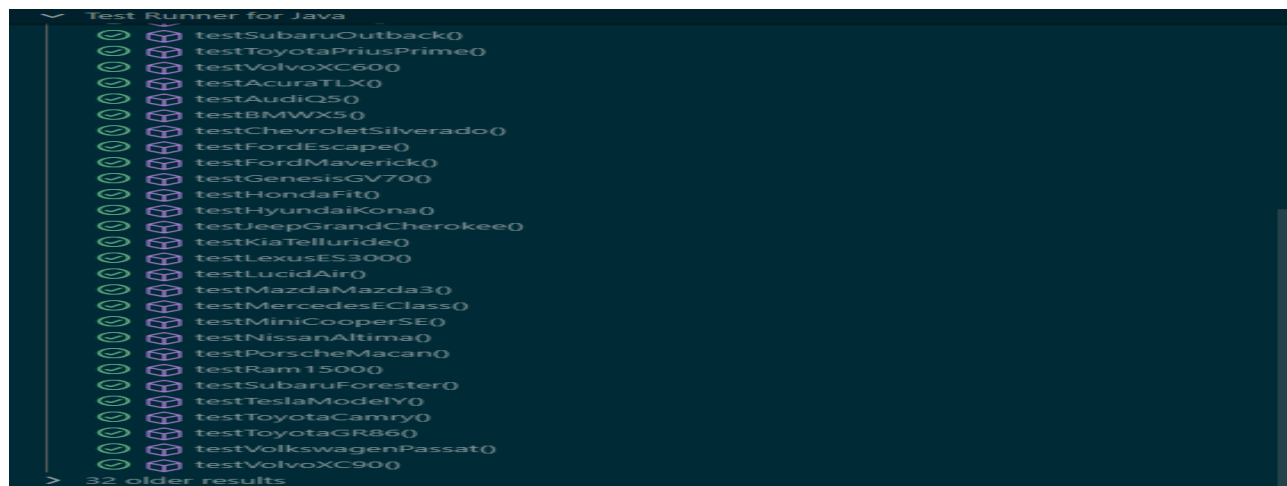 Test Runner for Java
testSubaruOutback()
testToyotaPriusPrime()
testVolvoXC60()
testAcuraTLX()
testAudiQ5()
testBMWX5()
testChevroletSilverado()
testFordEscape()
testFordMaverick()
testGenesisGV70()
testHondaFit()
testHyundaiKona()
testJeepGrandCherokee()
testKiaTelluride()
testLexusES300()
testLucidAir()
testMazdaMazda3()
testMercedesEClass()
testMiniCooperSE()
testNissanAltima()
testPorscheMacan()
testRam1500()
testSubaruForester()
testTeslaModelY()
testToyotaCamry()
testToyotaGR86()
testVolkswagenPassat()
testVolvoXC90()
32 older results